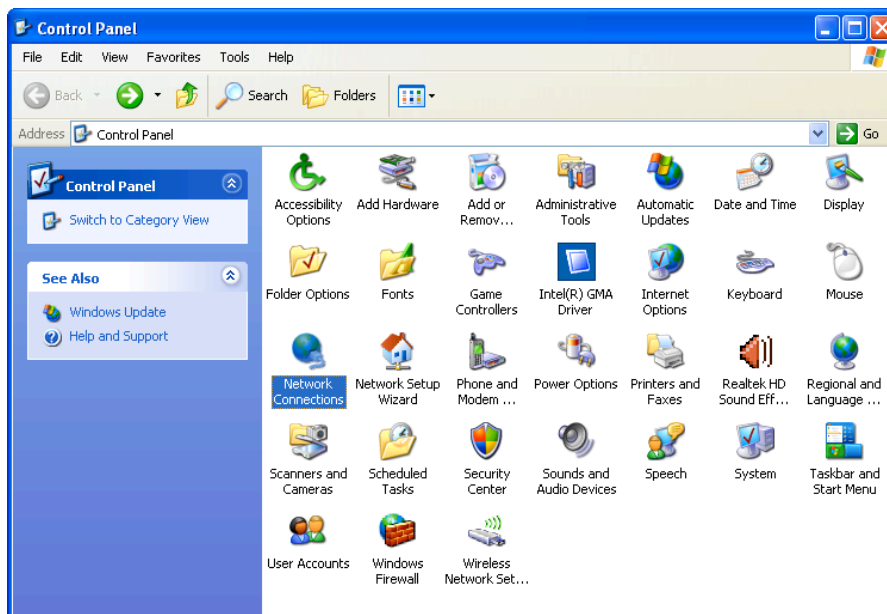 Control Panel
File Edit View Favorites Tools Help
Back Search Folders
Address Control Panel Go
Control Panel
Switch to Category View
See Also
Windows Update
Help and Support
Accessibility Options
Add Hardware
Add or Remov...
Administrative Tools
Automatic Updates
Date and Time
Display
Folder Options
Fonts
Game Controllers
Intel(R) GMA Driver
Internet Options
Keyboard
Mouse
Network Connections
Network Setup Wizard
Phone and Modem ...
Power Options
Printers and Faxes
Realtek HD Sound Eff...
Regional and Language ...
Scanners and Cameras
Scheduled Tasks
Security Center
Sounds and Audio Devices
Speech
System
Taskbar and Start Menu
User Accounts
Windows Firewall
Wireless Network Set...